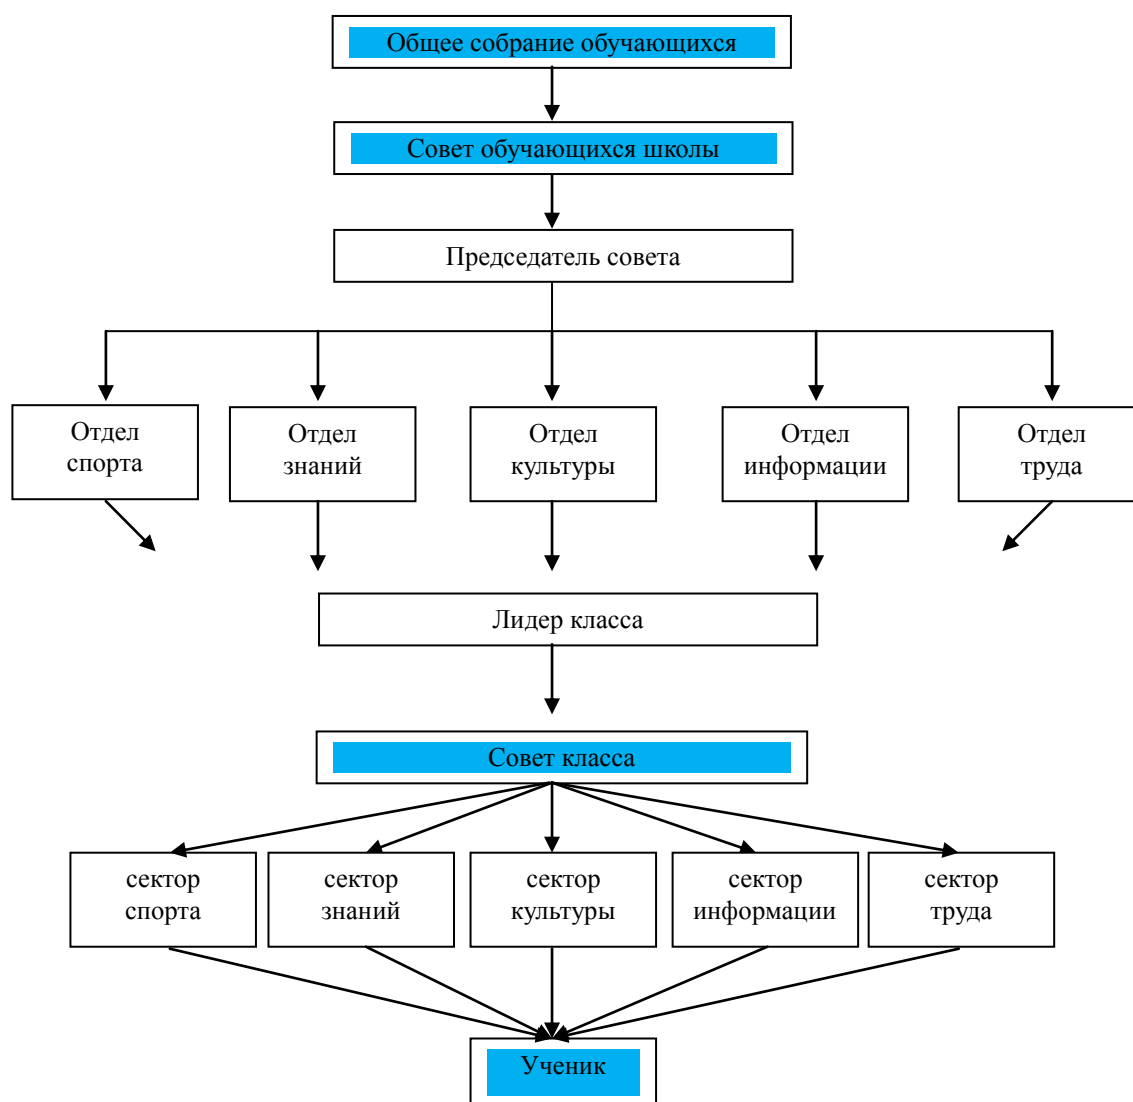 Общее собрание обучающихся
Совет обучающихся школы
Председатель совета
Отдел
спорта
Отдел
знаний
Отдел
культуры
Отдел
информации
Отдел
труда
Лидер класса
Совет класса
сектор
спорта
сектор
знаний
сектор
культуры
сектор
информации
сектор
труда
Ученик